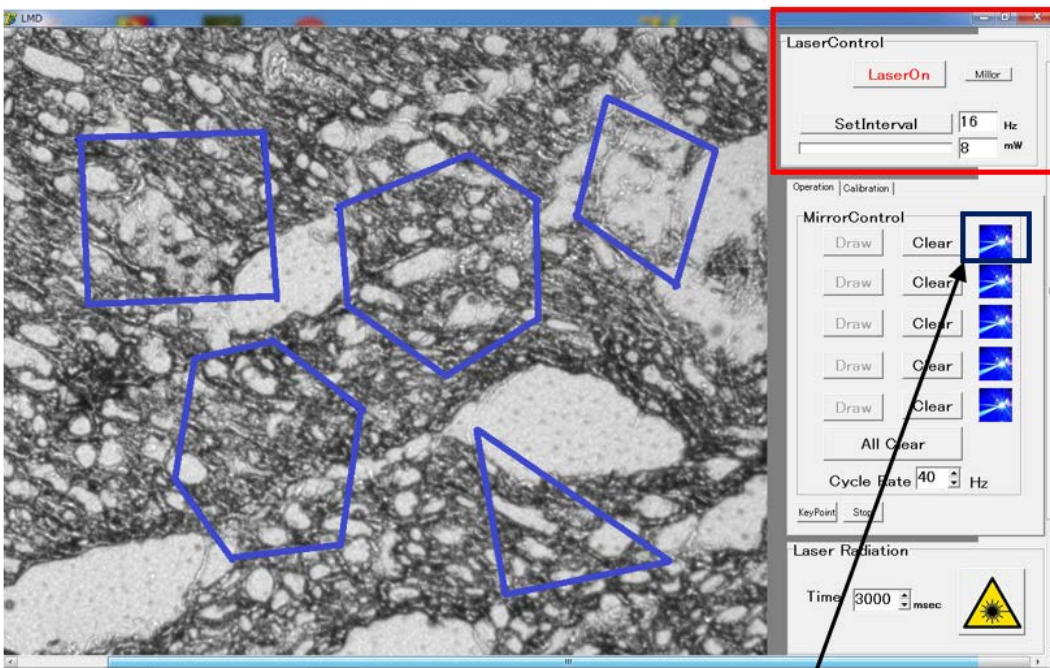 LMD
LaserControl
LaserOn Millor
SetInterval 16 Hz
8 mW
Operation Calibration
MirrorControl
Draw Clear
Draw Clear
Draw Clear
Draw Clear
Draw Clear
All Clear
Cycle Rate 40 Hz
KeyPoint Stop
Laser Radiation
Time 3000 msec